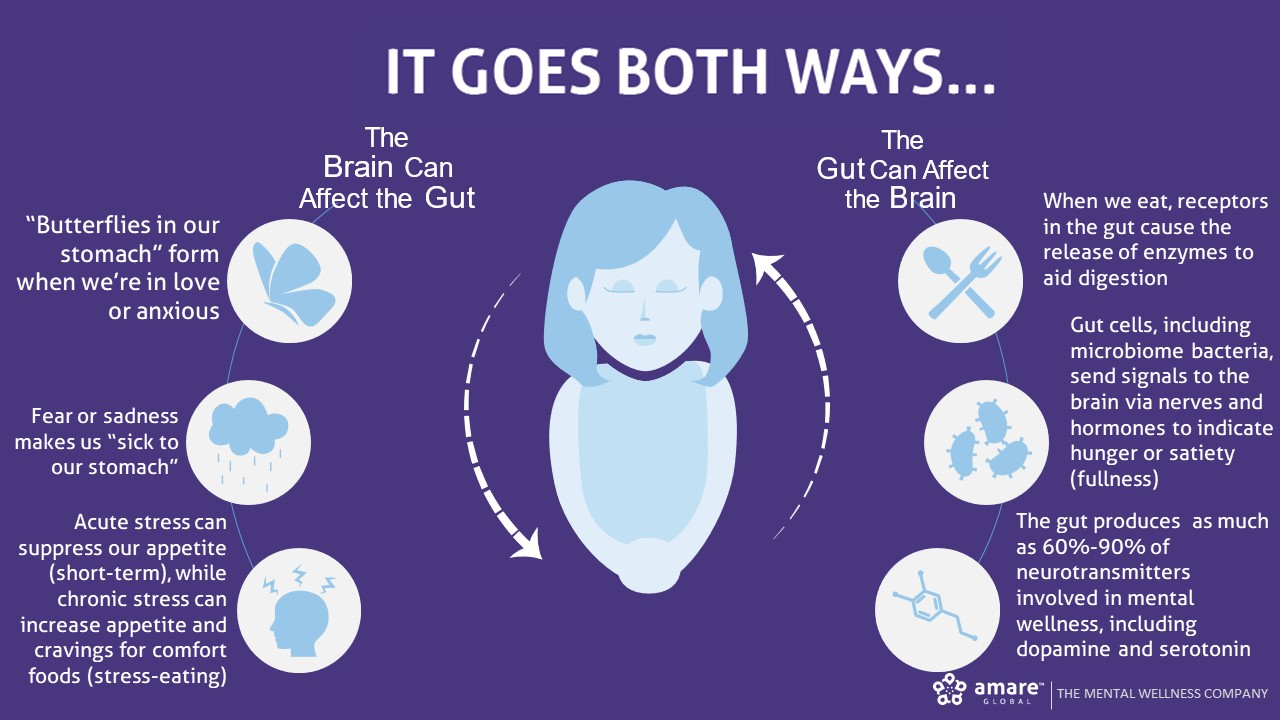 IT GOES BOTH WAYS...
The
Brain Can
Affect the Gut
“Butterflies in our
stomach” form
when we’re in love
or anxious
Fear or sadness
makes us “sick to
our stomach”
Acute stress can
suppress our appetite
(short-term), while
chronic stress can
increase appetite and
cravings for comfort
foods (stress-eating)
The
Gut Can Affect
the Brain
When we eat, receptors
in the gut cause the
release of enzymes to
aid digestion
Gut cells, including
microbiome bacteria,
send signals to the
brain via nerves and
hormones to indicate
hunger or satiety
(fullness)
The gut produces as much
as 60%-90% of
neurotransmitters
involved in mental
wellness, including
dopamine and serotonin
amare™
GLOBAL
THE MENTAL WELLNESS COMPANY